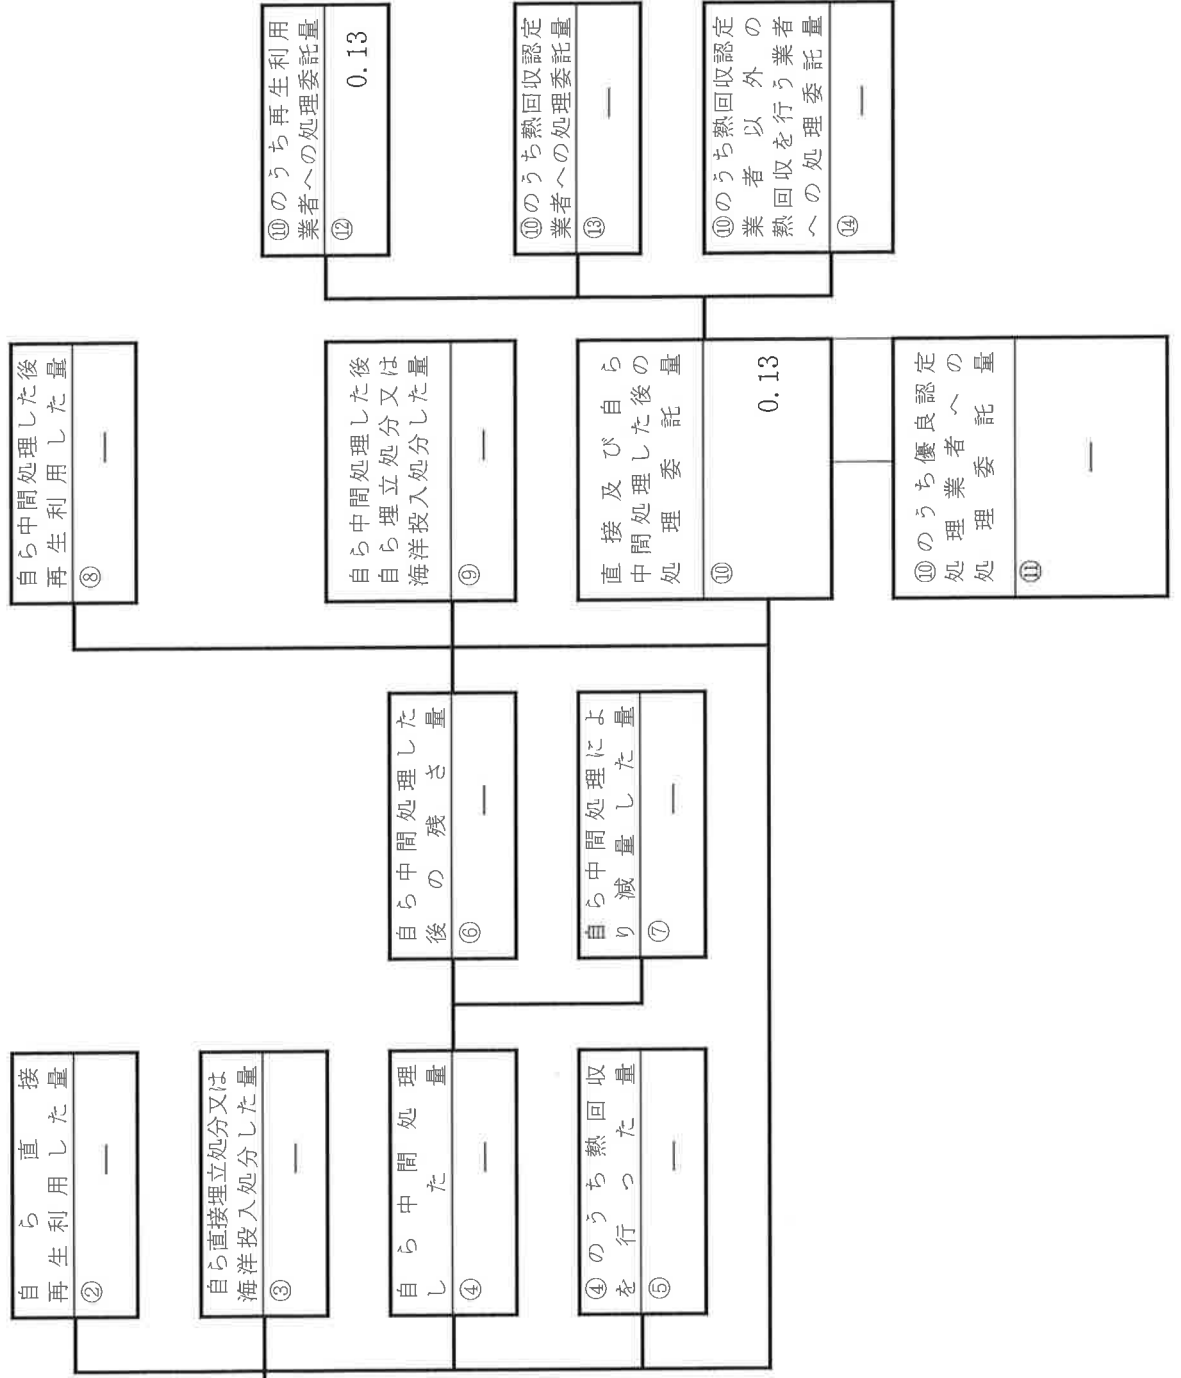 自ら直接
再生利用した量
②
―
自ら直接埋立処分又は
海洋投入処分した量
③
―
自ら中間処理
した量
④
―
④のうち熱回収
を行った量
⑤
―
自ら中間処理した
後の残さ量
⑥
―
自ら中間処理によ
り減量した量
⑦
―
自ら中間処理した後
再生利用した量
⑧
―
自ら中間処理した後
自ら埋立処分又は
海洋投入処分した量
⑨
―
直接及び自ら
中間処理した後の
処理委託量
⑩
0.13
⑩のうち優良認定
処理業者への
処理委託量
⑪
―
⑩のうち再生利用
業者への処理委託量
⑫
0.13
⑩のうち熱回収認定
業者への処理委託量
⑬
―
⑩のうち熱回収認定
業者以外の
熱回収を行う業者
への処理委託量
⑭
―